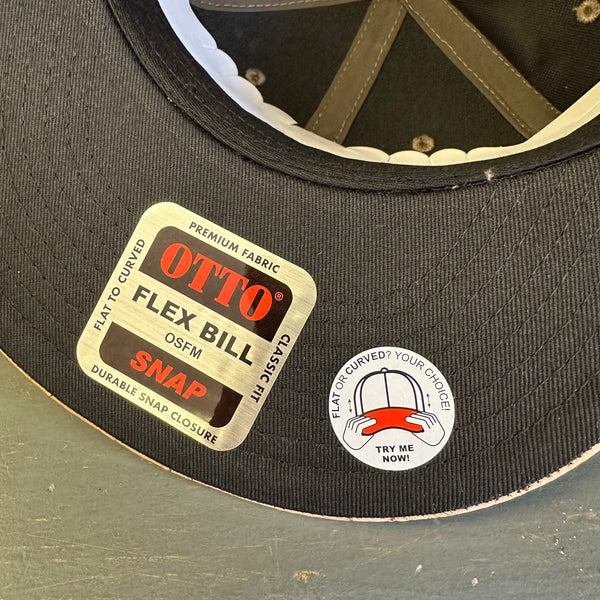 PREMIUM FABRIC
FLAT TO CURVED
OTTO®
FLEX BILL
OSFM
SNAP
CLASSIC FIT
DURABLE SNAP CLOSURE
FLAT OR CURVED? YOUR CHOICE!
TRY ME
NOW!